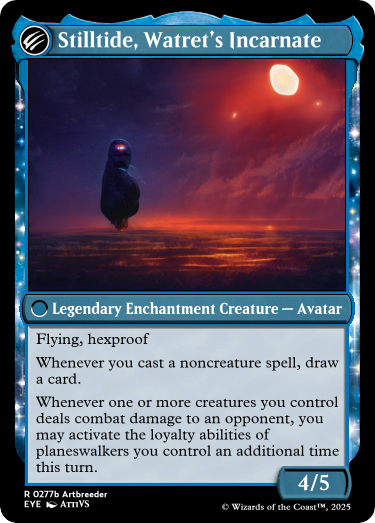 Stilltide, Watret's Incarnate
Legendary Enchantment Creature — Avatar
Flying, hexproof
Whenever you cast a noncreature spell, draw
a card.
Whenever one or more creatures you control
deals combat damage to an opponent, you
may activate the loyalty abilities of
planeswalkers you control an additional time
this turn.
4/5
R 0277b Artbreeder
EYE AttiVS
© Wizards of the Coast™, 2025